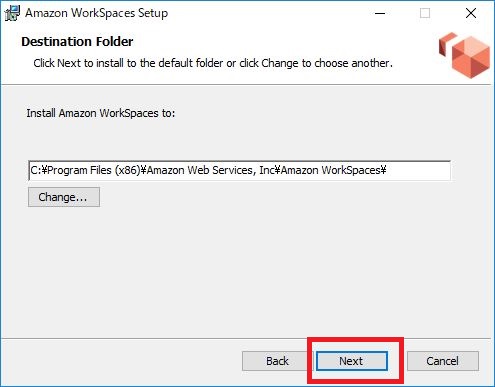 Amazon WorkSpaces Setup
Destination Folder
Click Next to install to the default folder or click Change to choose another.
Install Amazon WorkSpaces to:
C:¥Program Files (x86)¥Amazon Web Services, Inc¥Amazon WorkSpaces¥
Change...
Back Next Cancel